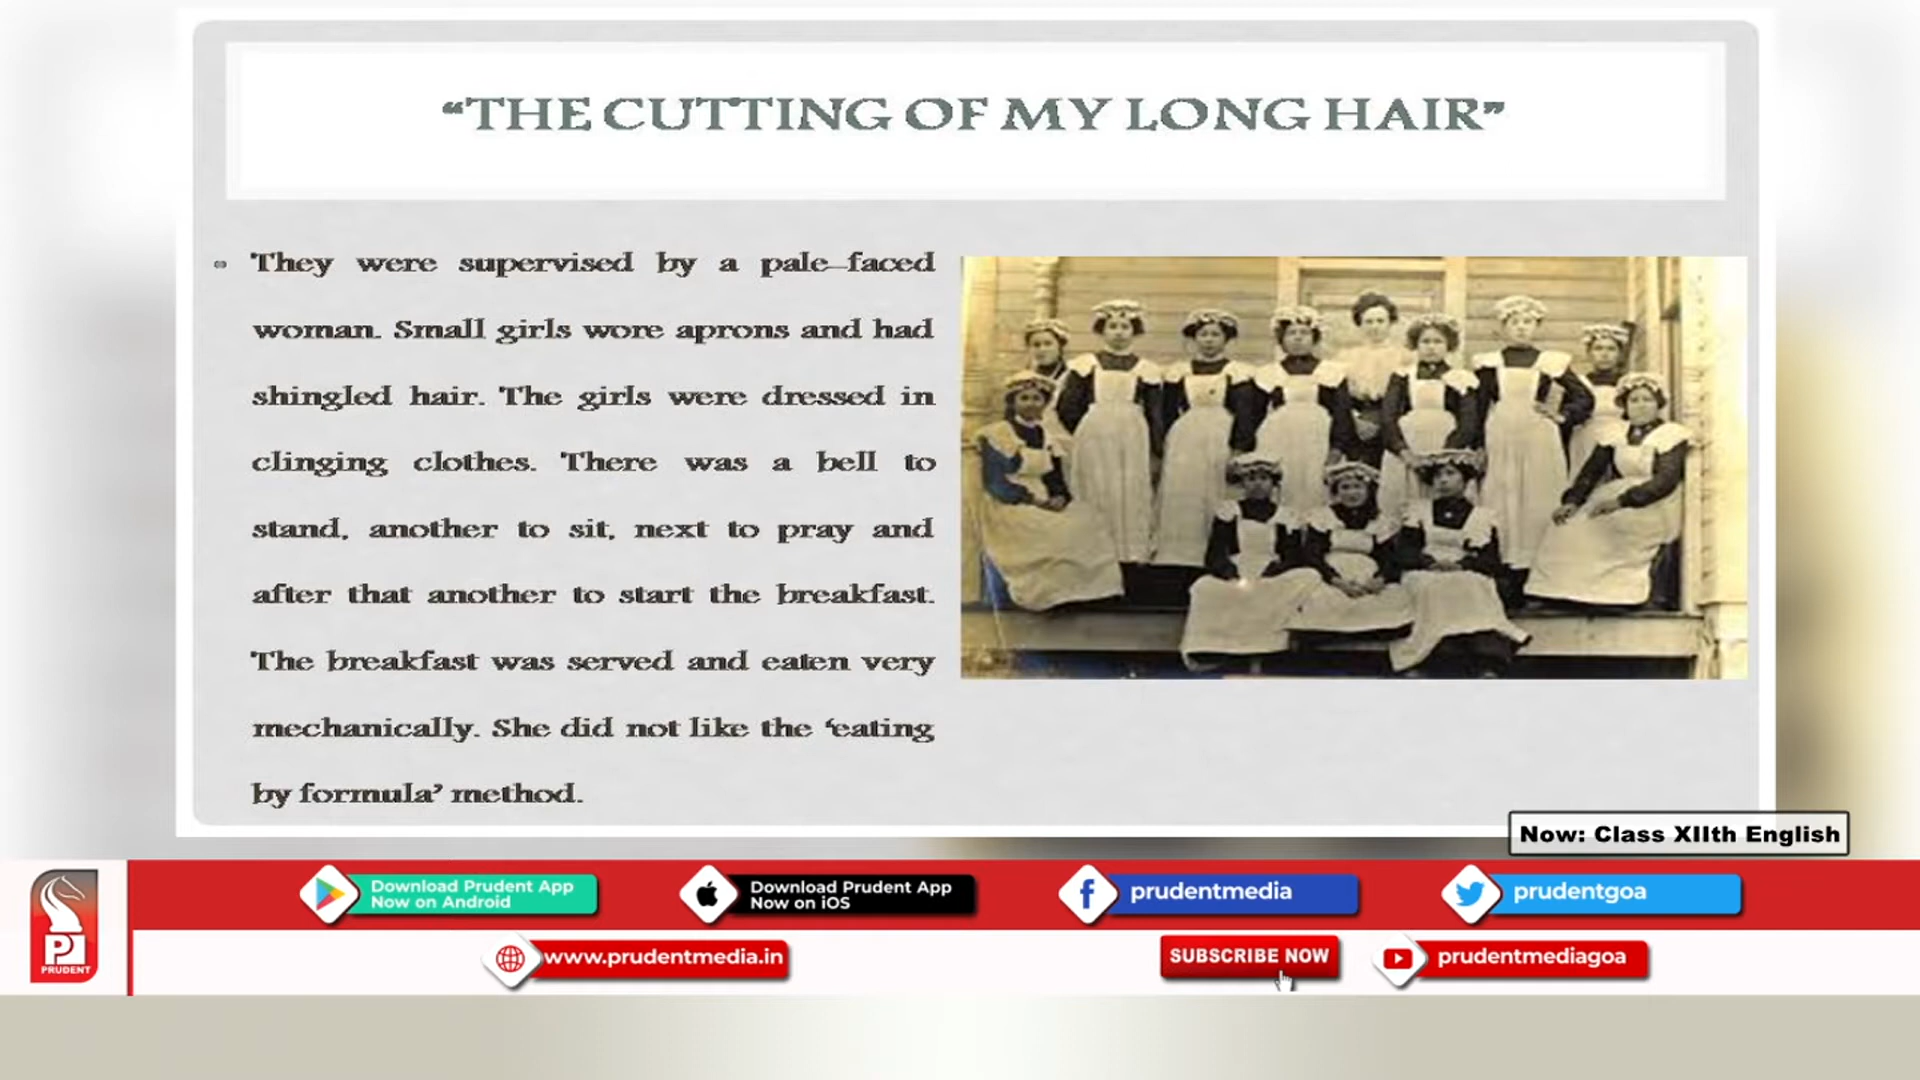 “THE CUTTING OF MY LONG HAIR”
They were supervised by a pale-faced
woman. Small girls wore aprons and had
shingled hair. The girls were dressed in
clinging clothes. There was a bell to
stand, another to sit, next to pray and
after that another to start the breakfast.
The breakfast was served and eaten very
mechanically. She did not like the ‘eating
by formula’ method.
Now: Class XIIth English
Download Prudent App
Now on Android
Download Prudent App
Now on iOS
prudentmedia
prudentgoa
PRUDENT
www.prudentmedia.in
SUBSCRIBE NOW
prudentmediagoa